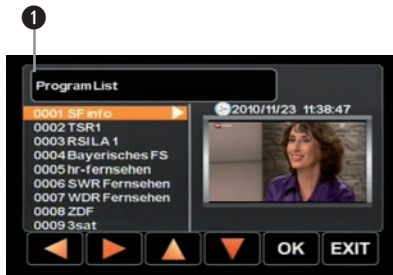 1
Program List
0001 SF info
2010/11/23 11:38:47
0002 TSR1
0003 RSI LA 1
0004 Bayerisches FS
0005 hr-fernsehen
0006 SWR Fernsehen
0007 WDR Fernsehen
0008 ZDF
0009 3sat
OK
EXIT